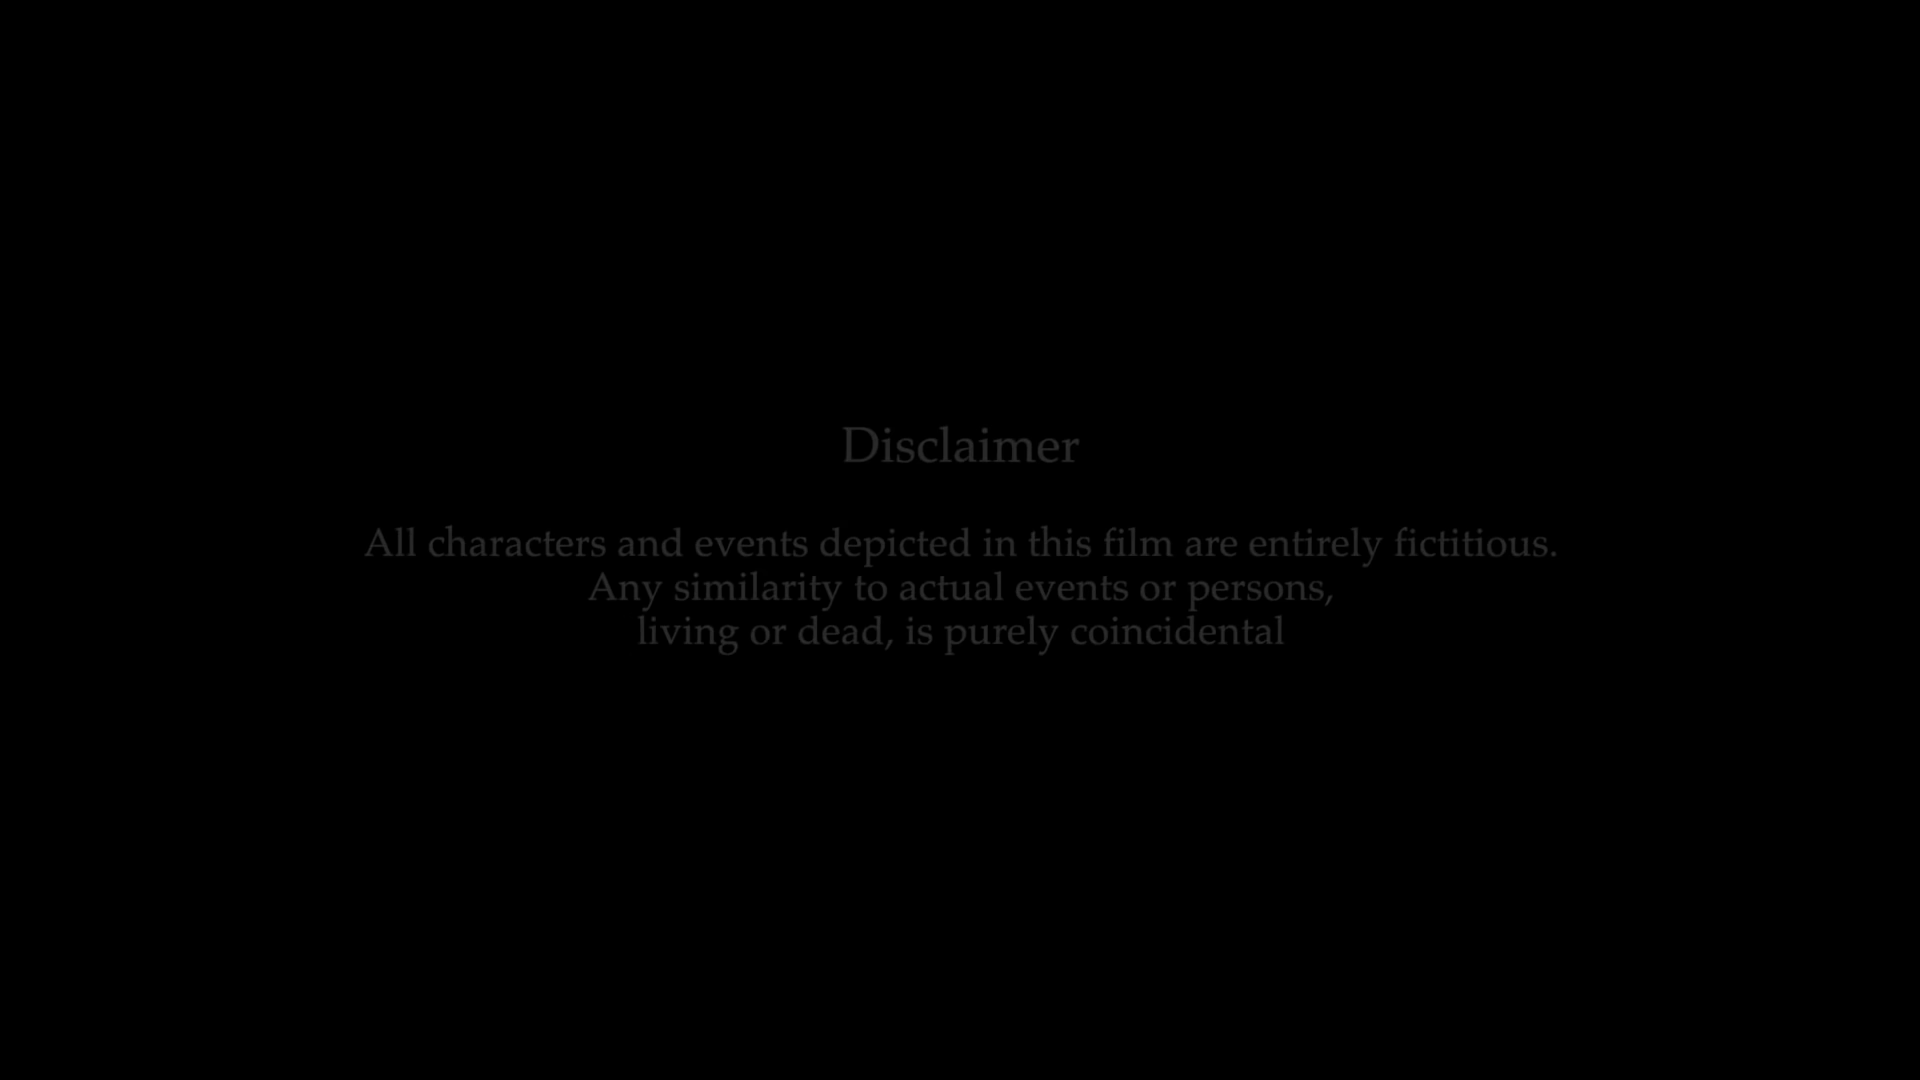 Disclaimer
All characters and events depicted in this film are entirely fictitious.
Any similarity to actual events or persons,
living or dead, is purely coincidental